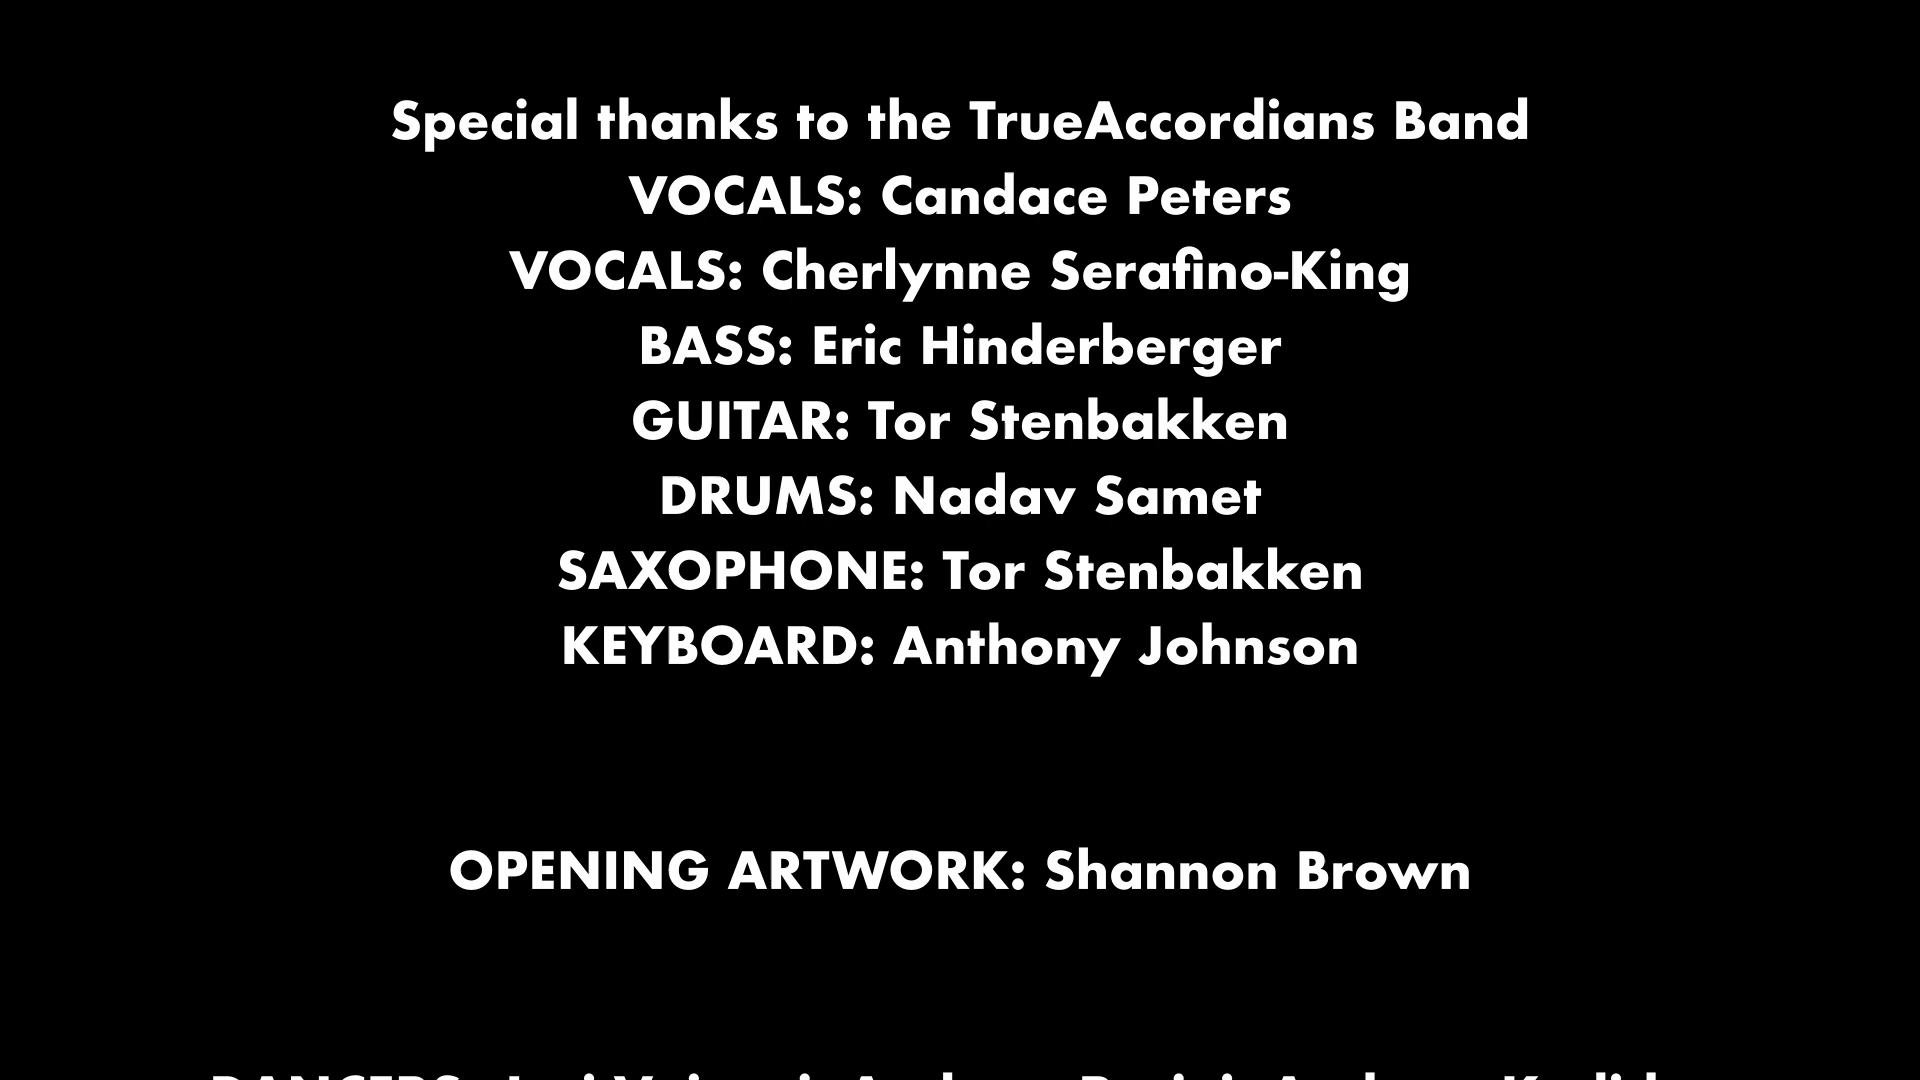 Special thanks to the TrueAccordians Band
VOCALS: Candace Peters
VOCALS: Cherlynne Serafino-King
BASS: Eric Hinderberger
GUITAR: Tor Stenbakken
DRUMS: Nadav Samet
SAXOPHONE: Tor Stenbakken
KEYBOARD: Anthony Johnson
OPENING ARTWORK: Shannon Brown